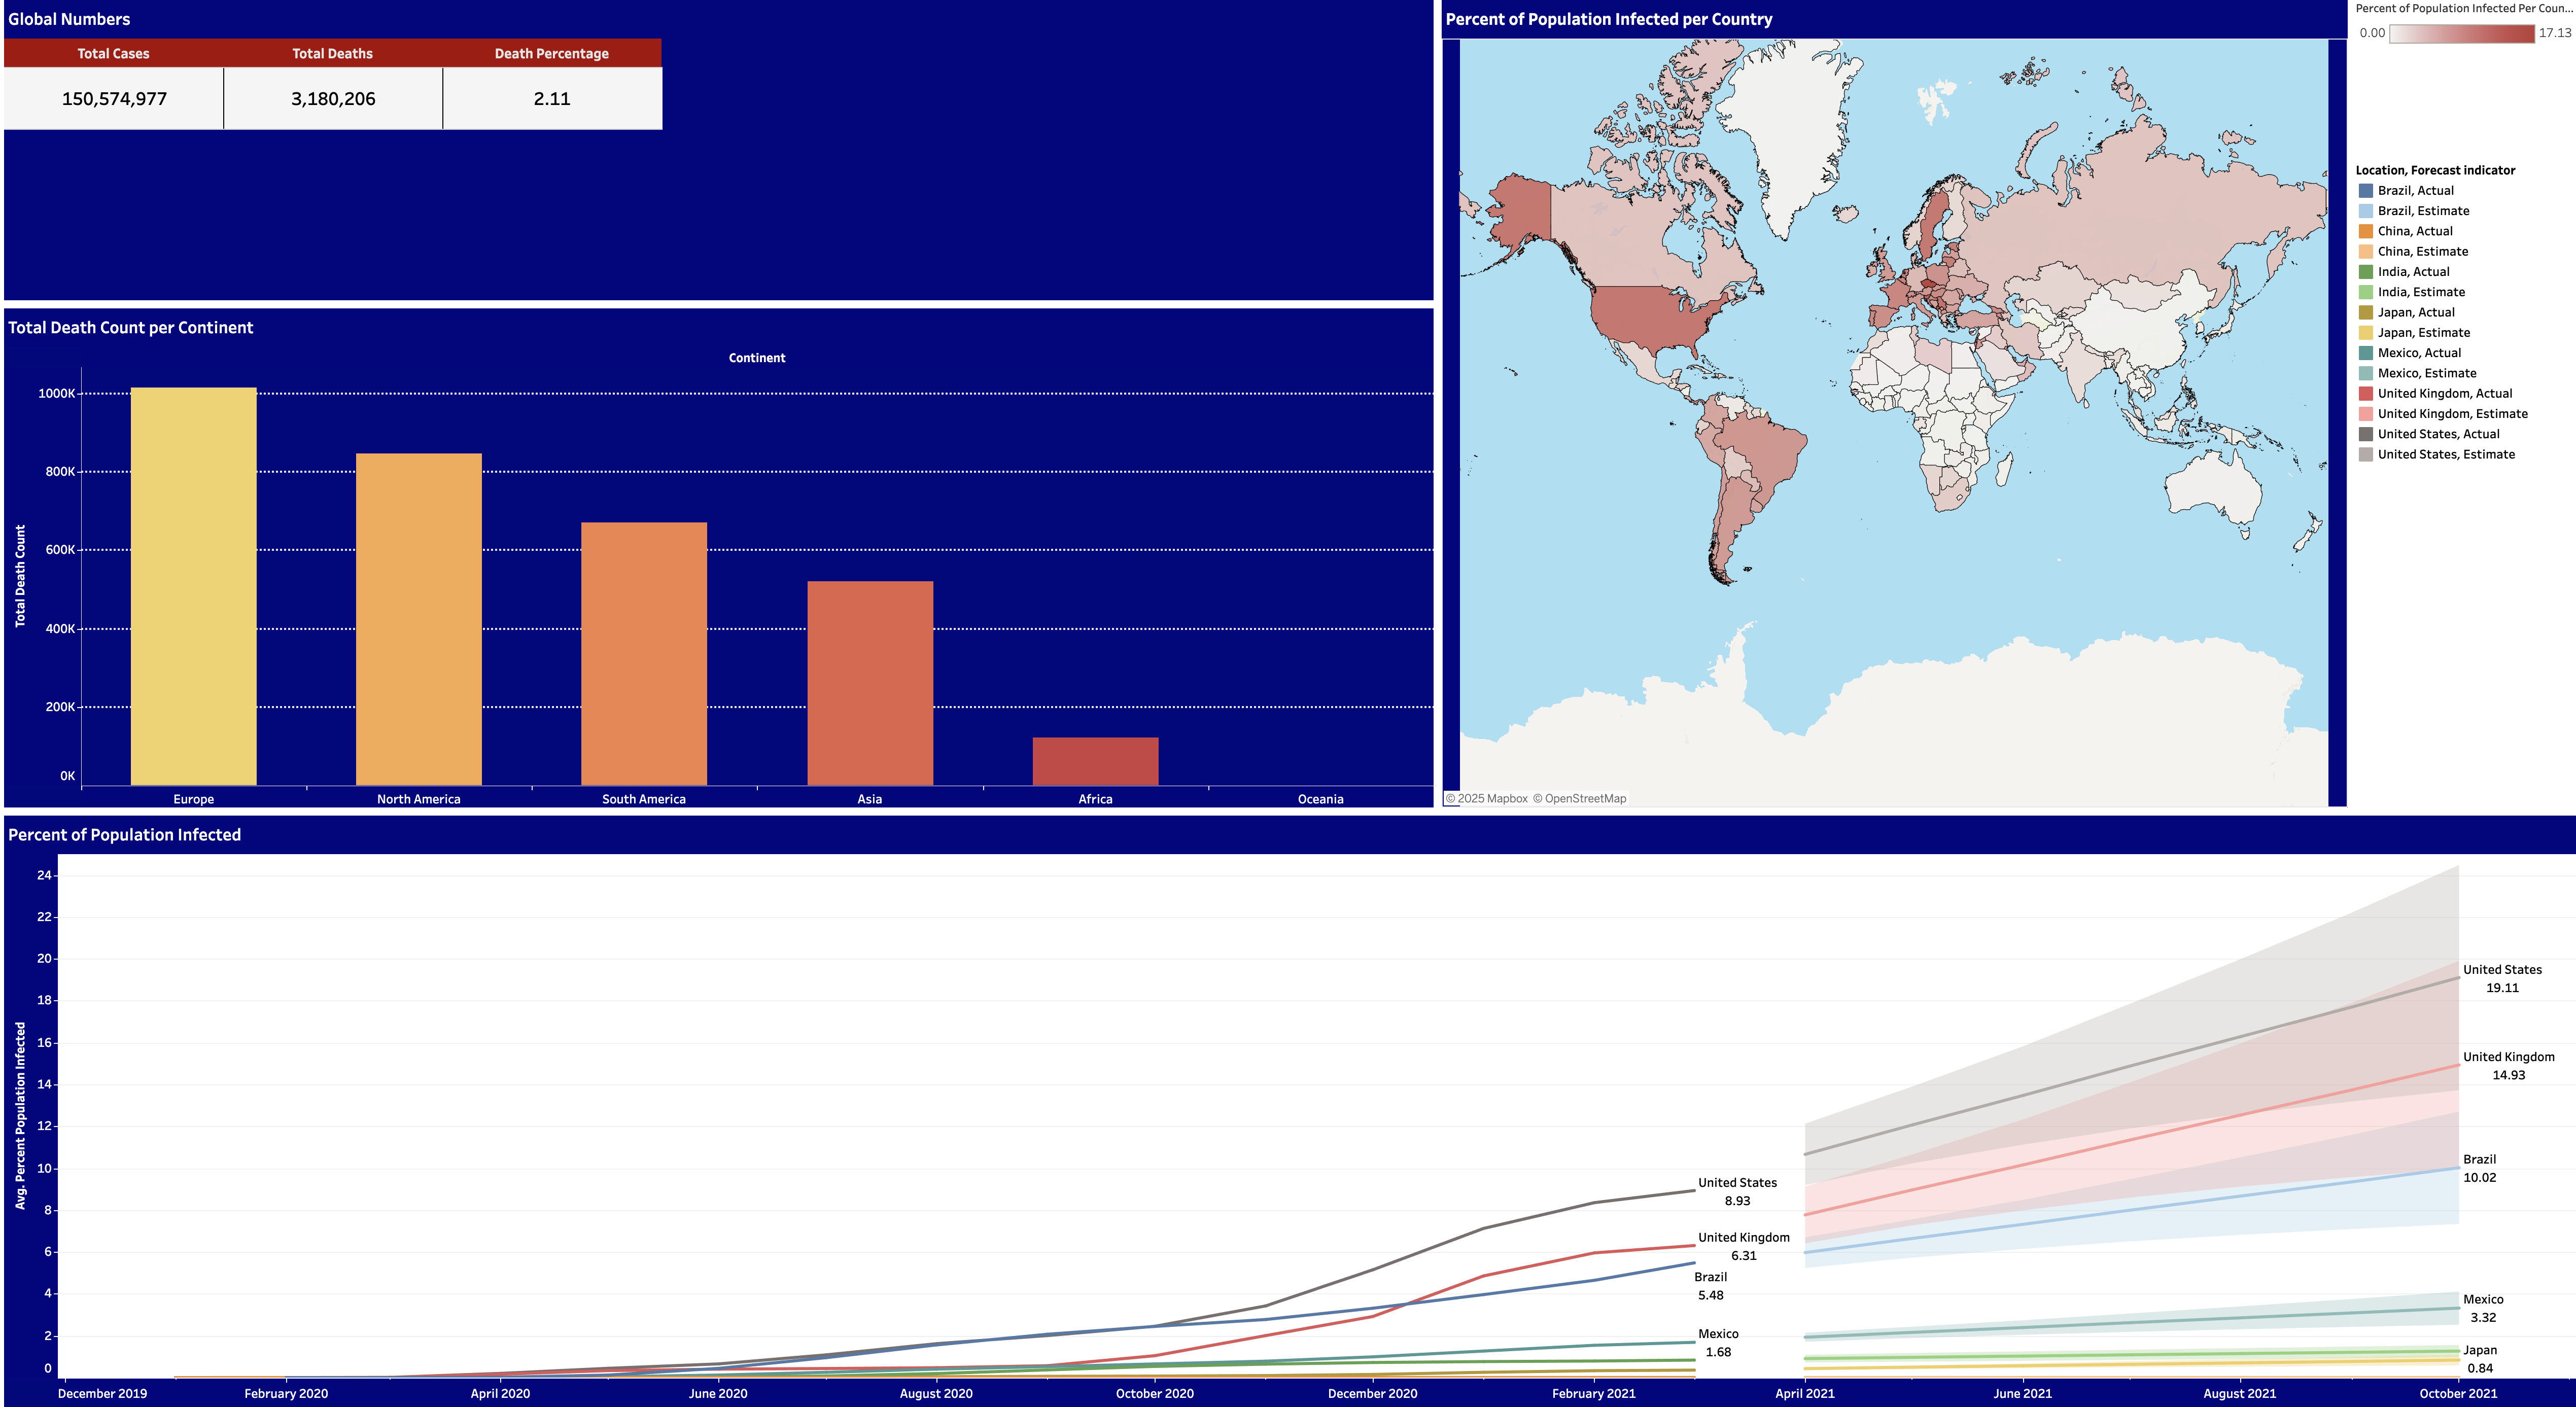 Global Numbers
Total Cases Total Deaths Death Percentage
150,574,977 3,180,206 2.11
Total Death Count per Continent
Continent
Total Death Count
1000K
800K
600K
400K
200K
0K
Europe North America South America Asia Africa Oceania
Percent of Population Infected per Country
© 2025 Mapbox © OpenStreetMap
Percent of Population Infected Per Coun...
0.00 17.13
Location, Forecast indicator
Brazil, Actual
Brazil, Estimate
China, Actual
China, Estimate
India, Actual
India, Estimate
Japan, Actual
Japan, Estimate
Mexico, Actual
Mexico, Estimate
United Kingdom, Actual
United Kingdom, Estimate
United States, Actual
United States, Estimate
Percent of Population Infected
Avg. Percent Population Infected
24
22
20
18
16
14
12
10
8
6
4
2
0
United States
8.93
United Kingdom
6.31
Brazil
5.48
Mexico
1.68
United States
19.11
United Kingdom
14.93
Brazil
10.02
Mexico
3.32
Japan
0.84
December 2019 February 2020 April 2020 June 2020 August 2020 October 2020 December 2020 February 2021 April 2021 June 2021 August 2021 October 2021